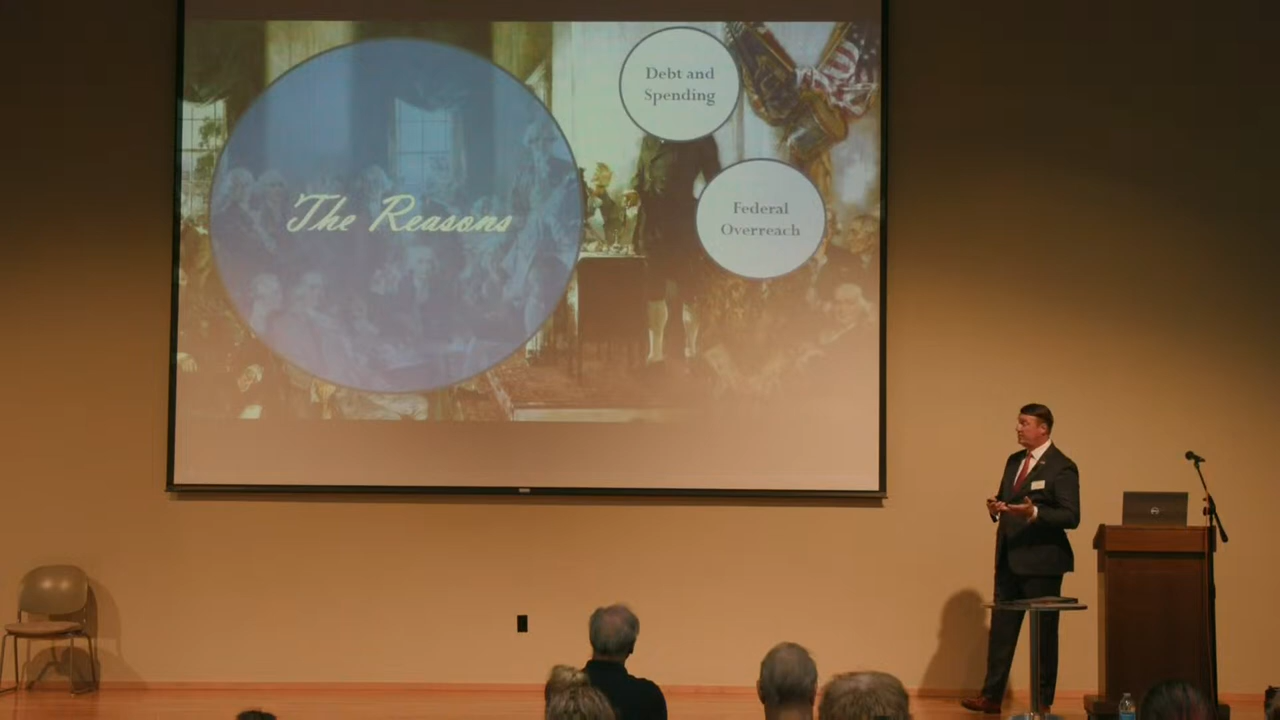 The Reasons
Debt and
Spending
Federal
Overreach